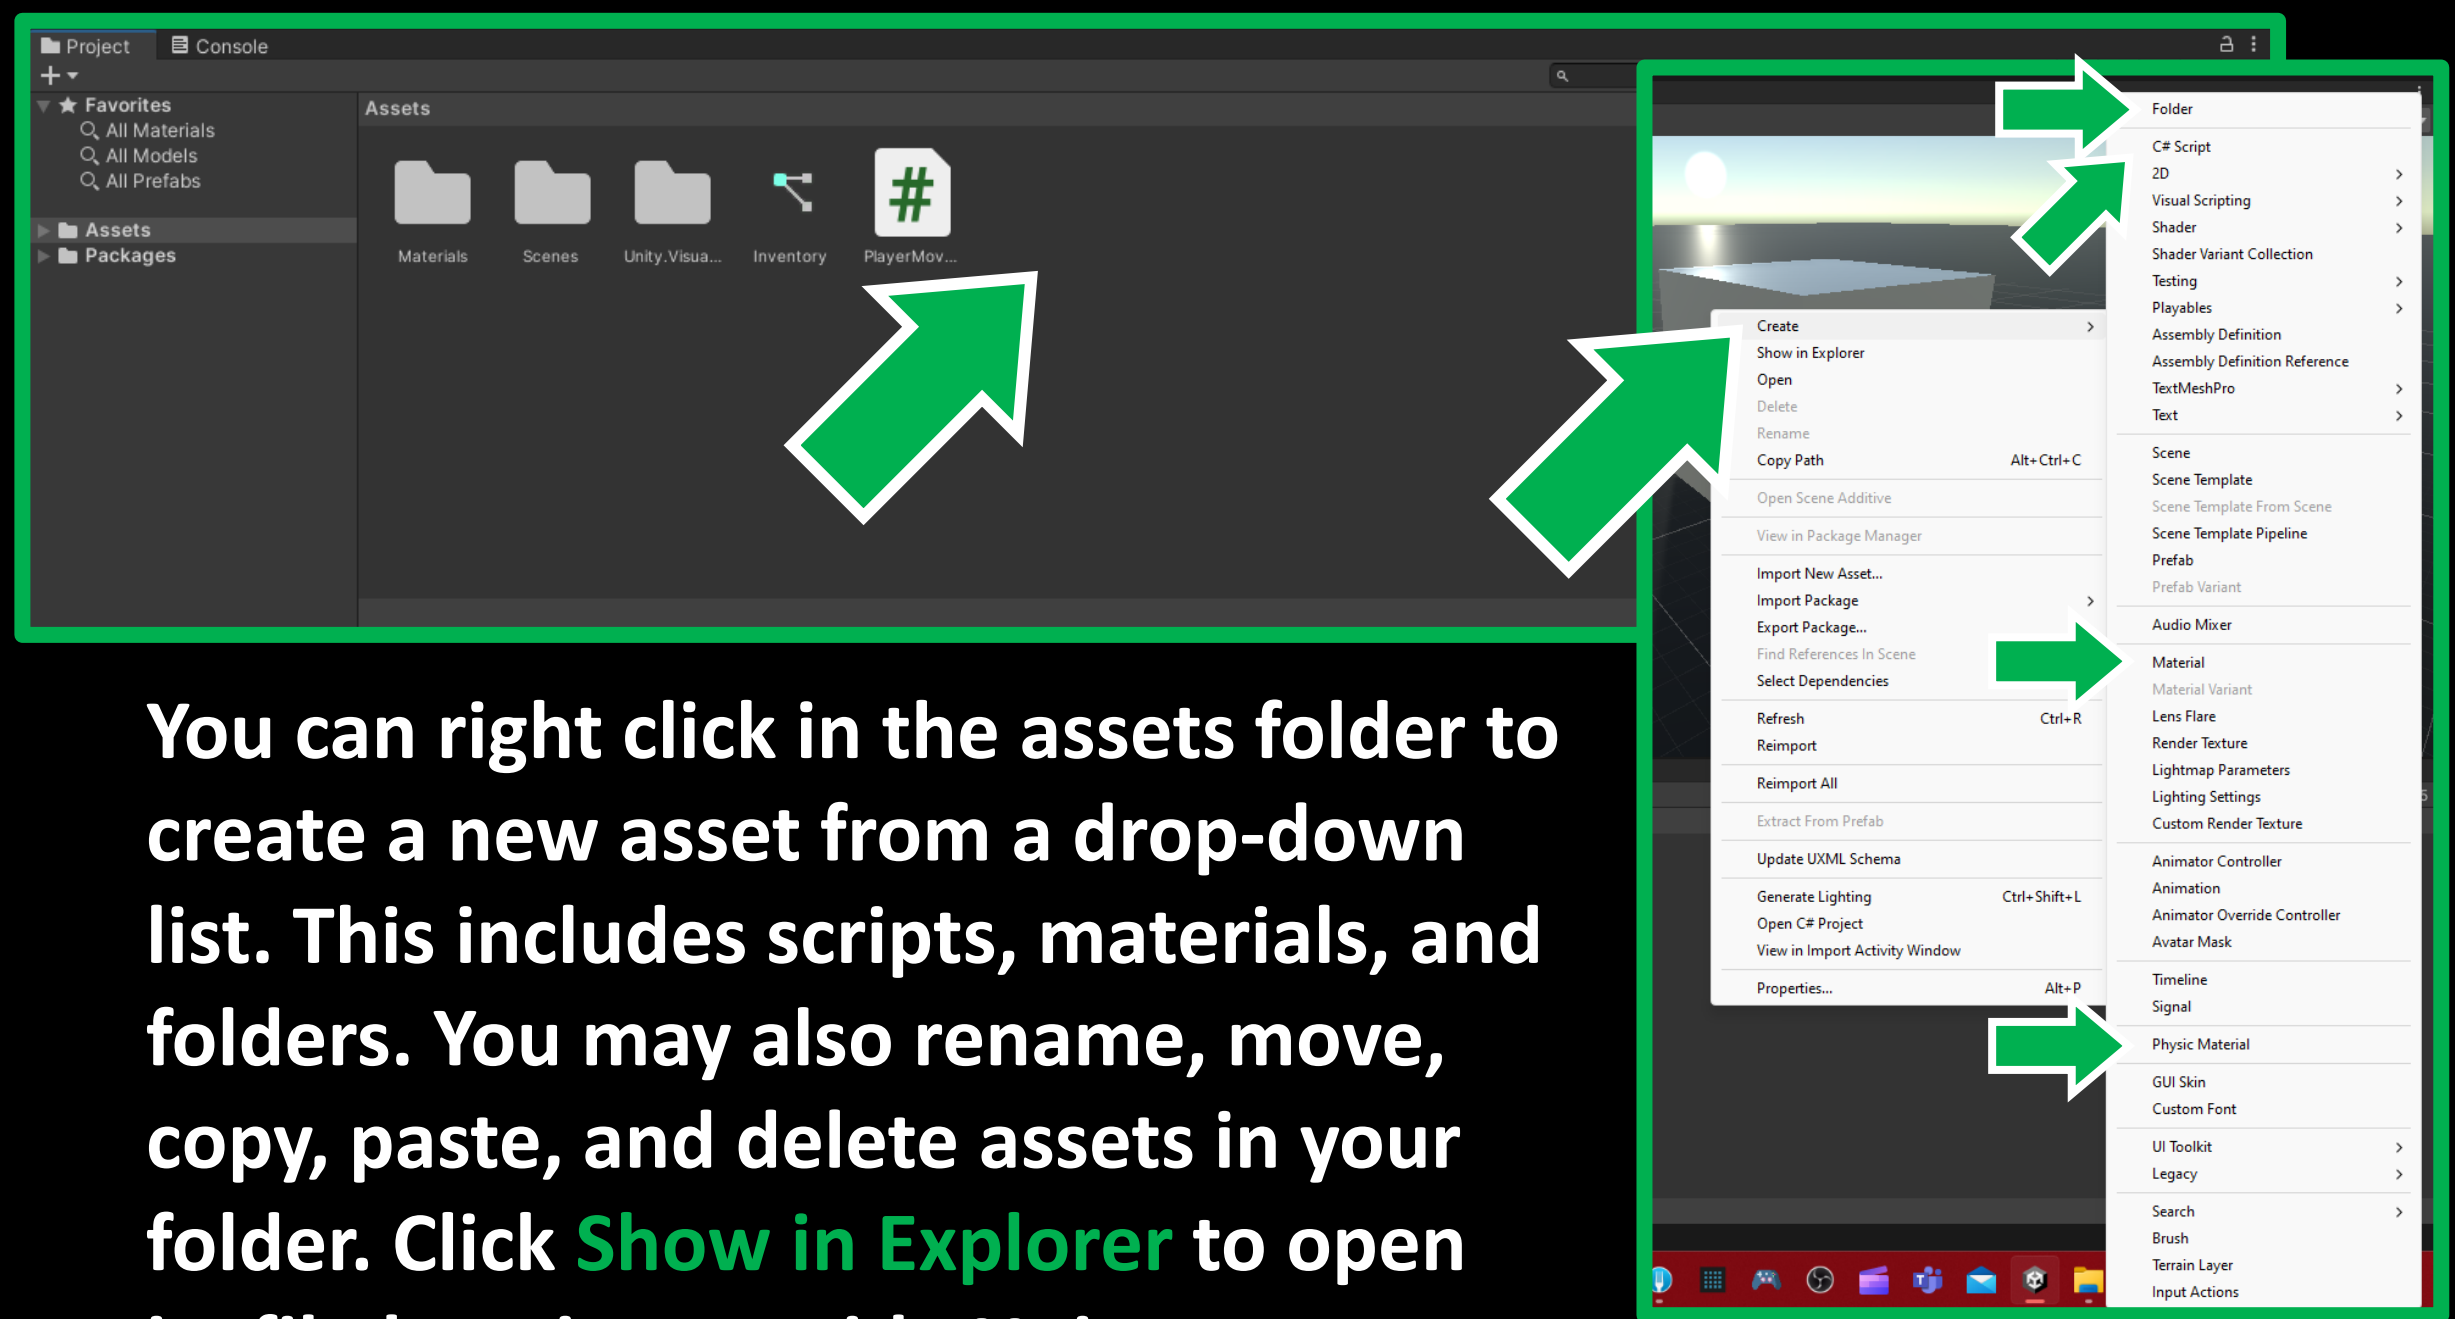 Project
Console
Favorites
All Materials
All Models
All Prefabs
Assets
Packages
Assets
Materials
Scenes
Unity.Visua...
Inventory
PlayerMov...
Create
Show in Explorer
Open
Delete
Rename
Copy Path Alt+Ctrl+C
Open Scene Additive
View in Package Manager
Import New Asset...
Import Package
Export Package...
Find References In Scene
Select Dependencies
Refresh Ctrl+R
Reimport
Reimport All
Extract From Prefab
Update UXML Schema
Generate Lighting Ctrl+Shift+L
Open C# Project
View in Import Activity Window
Properties... Alt+P
Folder
C# Script
2D
Visual Scripting
Shader
Shader Variant Collection
Testing
Playables
Assembly Definition
Assembly Definition Reference
TextMeshPro
Text
Scene
Scene Template
Scene Template From Scene
Scene Template Pipeline
Prefab
Prefab Variant
Audio Mixer
Material
Material Variant
Lens Flare
Render Texture
Lightmap Parameters
Lighting Settings
Custom Render Texture
Animator Controller
Animation
Animator Override Controller
Avatar Mask
Timeline
Signal
Physic Material
GUI Skin
Custom Font
UI Toolkit
Legacy
Search
Brush
Terrain Layer
Input Actions
You can right click in the assets folder to
create a new asset from a drop-down
list. This includes scripts, materials, and
folders. You may also rename, move,
copy, paste, and delete assets in your
folder. Click Show in Explorer to open